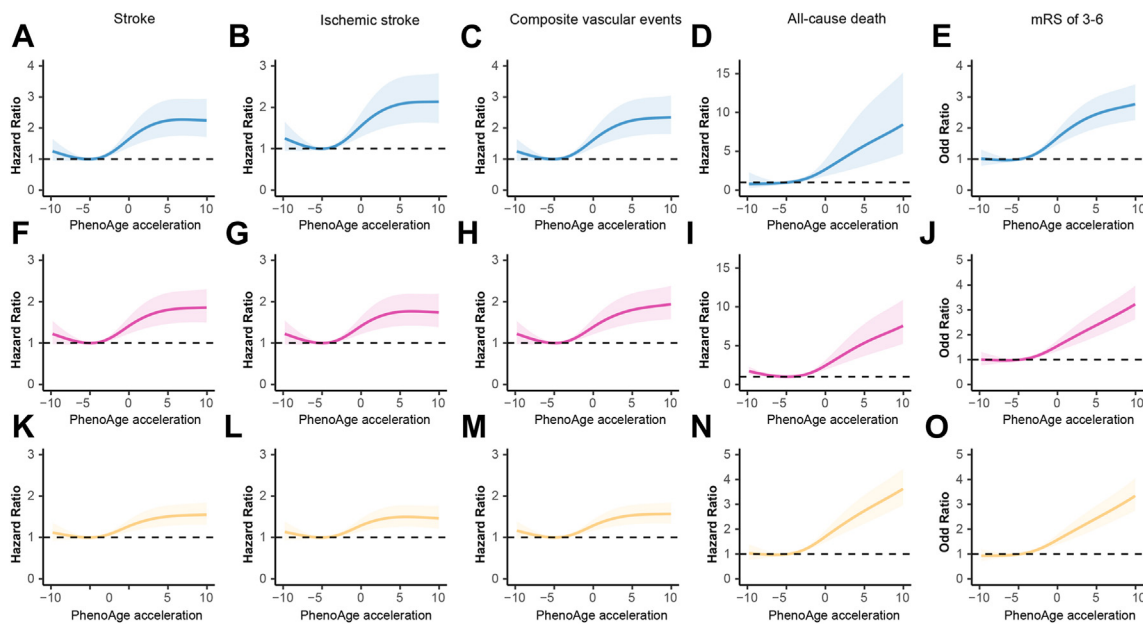 Stroke
Ischemic stroke
Composite vascular events
All-cause death
mRS of 3-6
A
Hazard Ratio
4
3
2
1
0
−10 −5 0 5 10
PhenoAge acceleration
B
Hazard Ratio
3
2
1
0
−10 −5 0 5 10
PhenoAge acceleration
C
Hazard Ratio
4
3
2
1
0
−10 −5 0 5 10
PhenoAge acceleration
D
Hazard Ratio
15
10
5
1
0
−10 −5 0 5 10
PhenoAge acceleration
E
Odd Ratio
4
3
2
1
0
−10 −5 0 5 10
PhenoAge acceleration
F
Hazard Ratio
3
2
1
0
−10 −5 0 5 10
PhenoAge acceleration
G
Hazard Ratio
3
2
1
0
−10 −5 0 5 10
PhenoAge acceleration
H
Hazard Ratio
3
2
1
0
−10 −5 0 5 10
PhenoAge acceleration
I
Hazard Ratio
15
10
5
1
0
−10 −5 0 5 10
PhenoAge acceleration
J
Odd Ratio
5
4
3
2
1
0
−10 −5 0 5 10
PhenoAge acceleration
K
Hazard Ratio
3
2
1
0
−10 −5 0 5 10
PhenoAge acceleration
L
Hazard Ratio
3
2
1
0
−10 −5 0 5 10
PhenoAge acceleration
M
Hazard Ratio
3
2
1
0
−10 −5 0 5 10
PhenoAge acceleration
N
Hazard Ratio
5
4
3
2
1
0
−10 −5 0 5 10
PhenoAge acceleration
O
Odd Ratio
5
4
3
2
1
0
−10 −5 0 5 10
PhenoAge acceleration